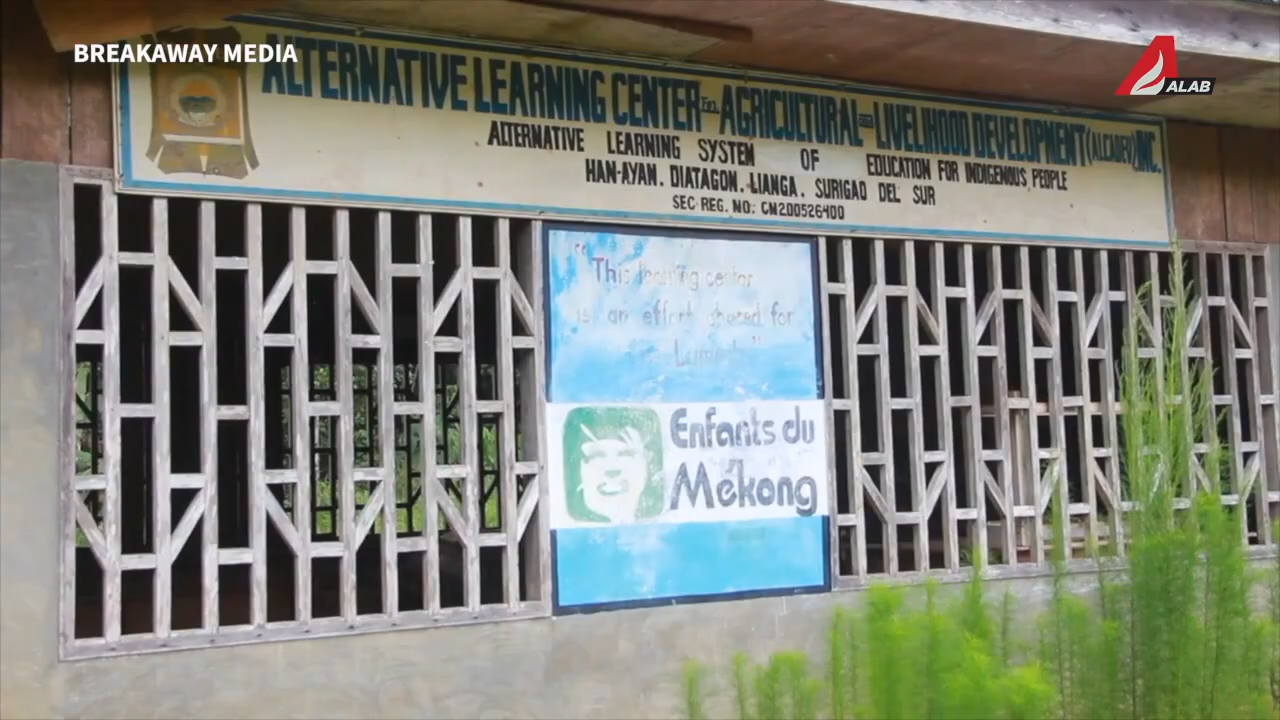 BREAKAWAY MEDIA
ALAB
ALTERNATIVE LEARNING CENTER FOR AGRICULTURAL AND LIVELIHOOD DEVELOPMENT (ALCADEV) INC.
ALTERNATIVE LEARNING SYSTEM OF EDUCATION FOR INDIGENOUS PEOPLE
HAN-AYAN, DIATAGON, LIANGA, SURIGAO DEL SUR
SEC REG. NO. CN200526400
"This learning center
is an effort shared for
Enfants du
Mékong